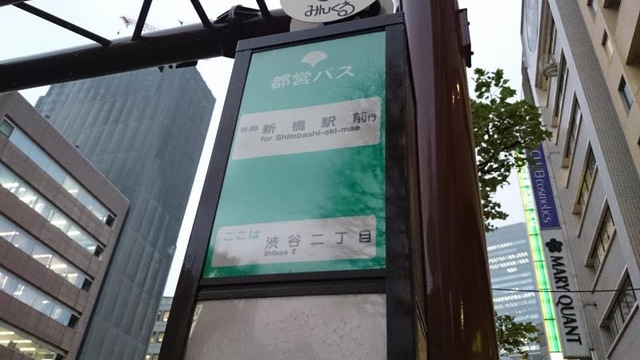 みんくる
都営バス
渋88 新橋駅前行
for Shimbashi-eki-mae
ここは 渋谷二丁目
Shibuya 2
cosmetics
MARY QUANT